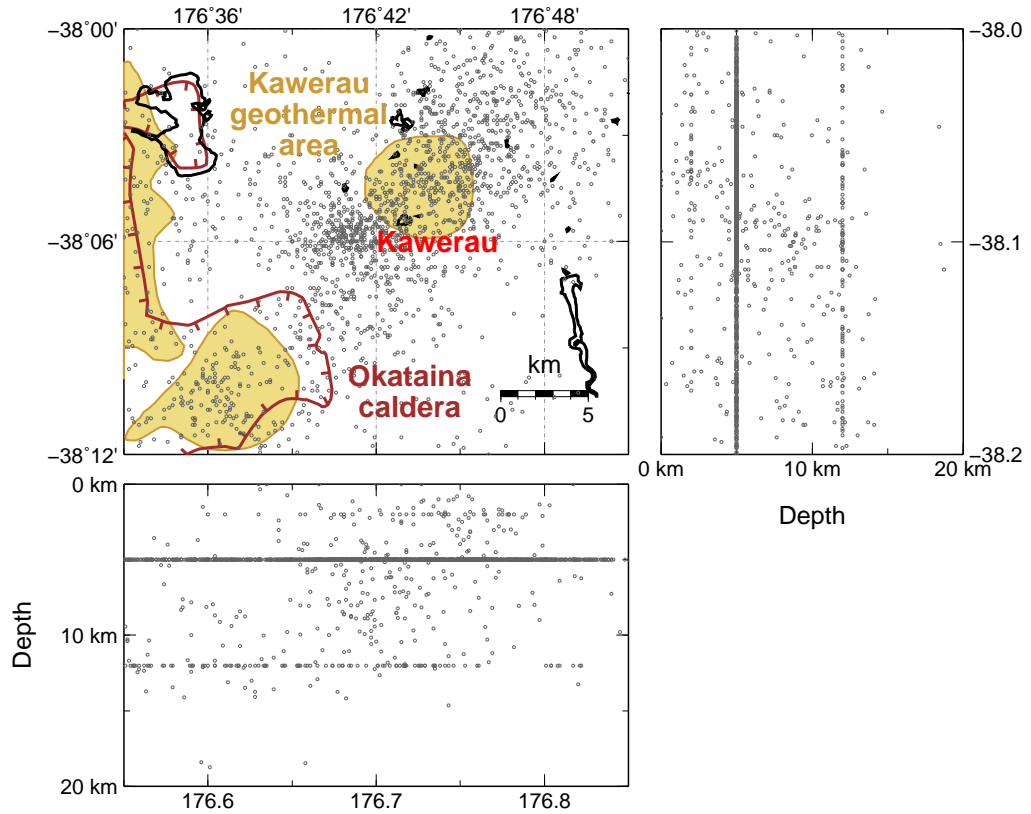 176˚36'
176˚42'
176˚48'
−38˚00'
−38˚06'
−38˚12'
Kawerau
geothermal
area
Kawerau
Okataina
caldera
km
0
5
−38.0
−38.1
−38.2
0 km
10 km
20 km
Depth
0 km
10 km
20 km
Depth
176.6
176.7
176.8